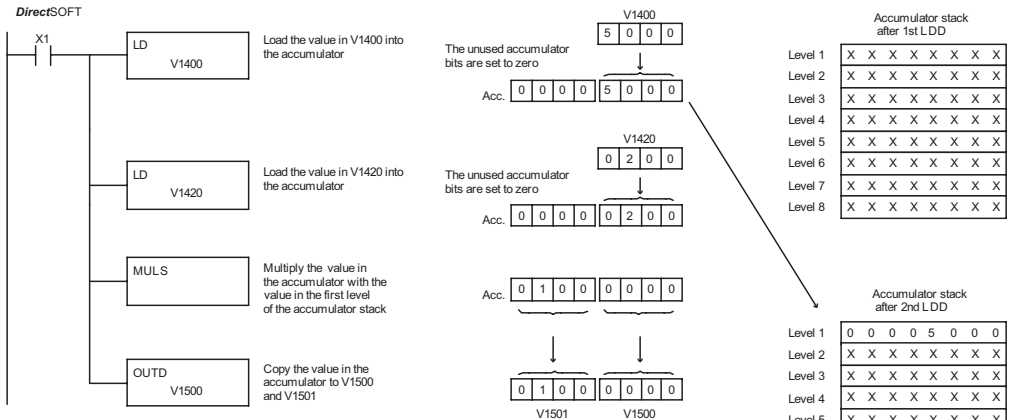 DirectSOFT
X1
LD
V1400
Load the value in V1400 into
the accumulator
LD
V1420
Load the value in V1420 into
the accumulator
MULS
Multiply the value in
the accumulator with the
value in the first level
of the accumulator stack
OUTD
V1500
Copy the value in the
accumulator to V1500
and V1501
V1400
5 0 0 0
The unused accumulator
bits are set to zero
Acc. 0 0 0 0 5 0 0 0
V1420
0 2 0 0
The unused accumulator
bits are set to zero
Acc. 0 0 0 0 0 2 0 0
Acc. 0 1 0 0 0 0 0 0
0 1 0 0 0 0 0 0
V1501 V1500
Accumulator stack
after 1st LDD
Level 1 X X X X X X X X
Level 2 X X X X X X X X
Level 3 X X X X X X X X
Level 4 X X X X X X X X
Level 5 X X X X X X X X
Level 6 X X X X X X X X
Level 7 X X X X X X X X
Level 8 X X X X X X X X
Accumulator stack
after 2nd LDD
Level 1 0 0 0 0 5 0 0 0
Level 2 X X X X X X X X
Level 3 X X X X X X X X
Level 4 X X X X X X X X
Level 5 X X X X X X X X